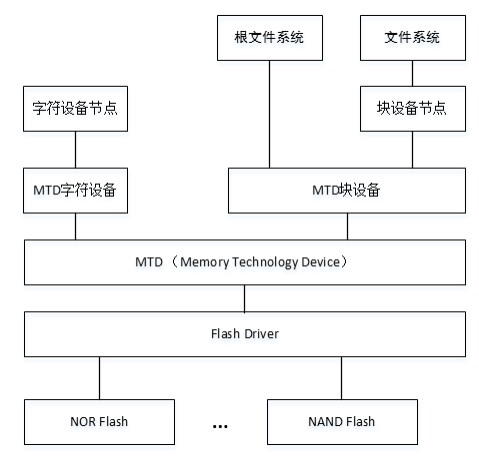 根文件系统
文件系统
字符设备节点
块设备节点
MTD字符设备
MTD块设备
MTD（Memory Technology Device）
Flash Driver
NOR Flash
...
NAND Flash